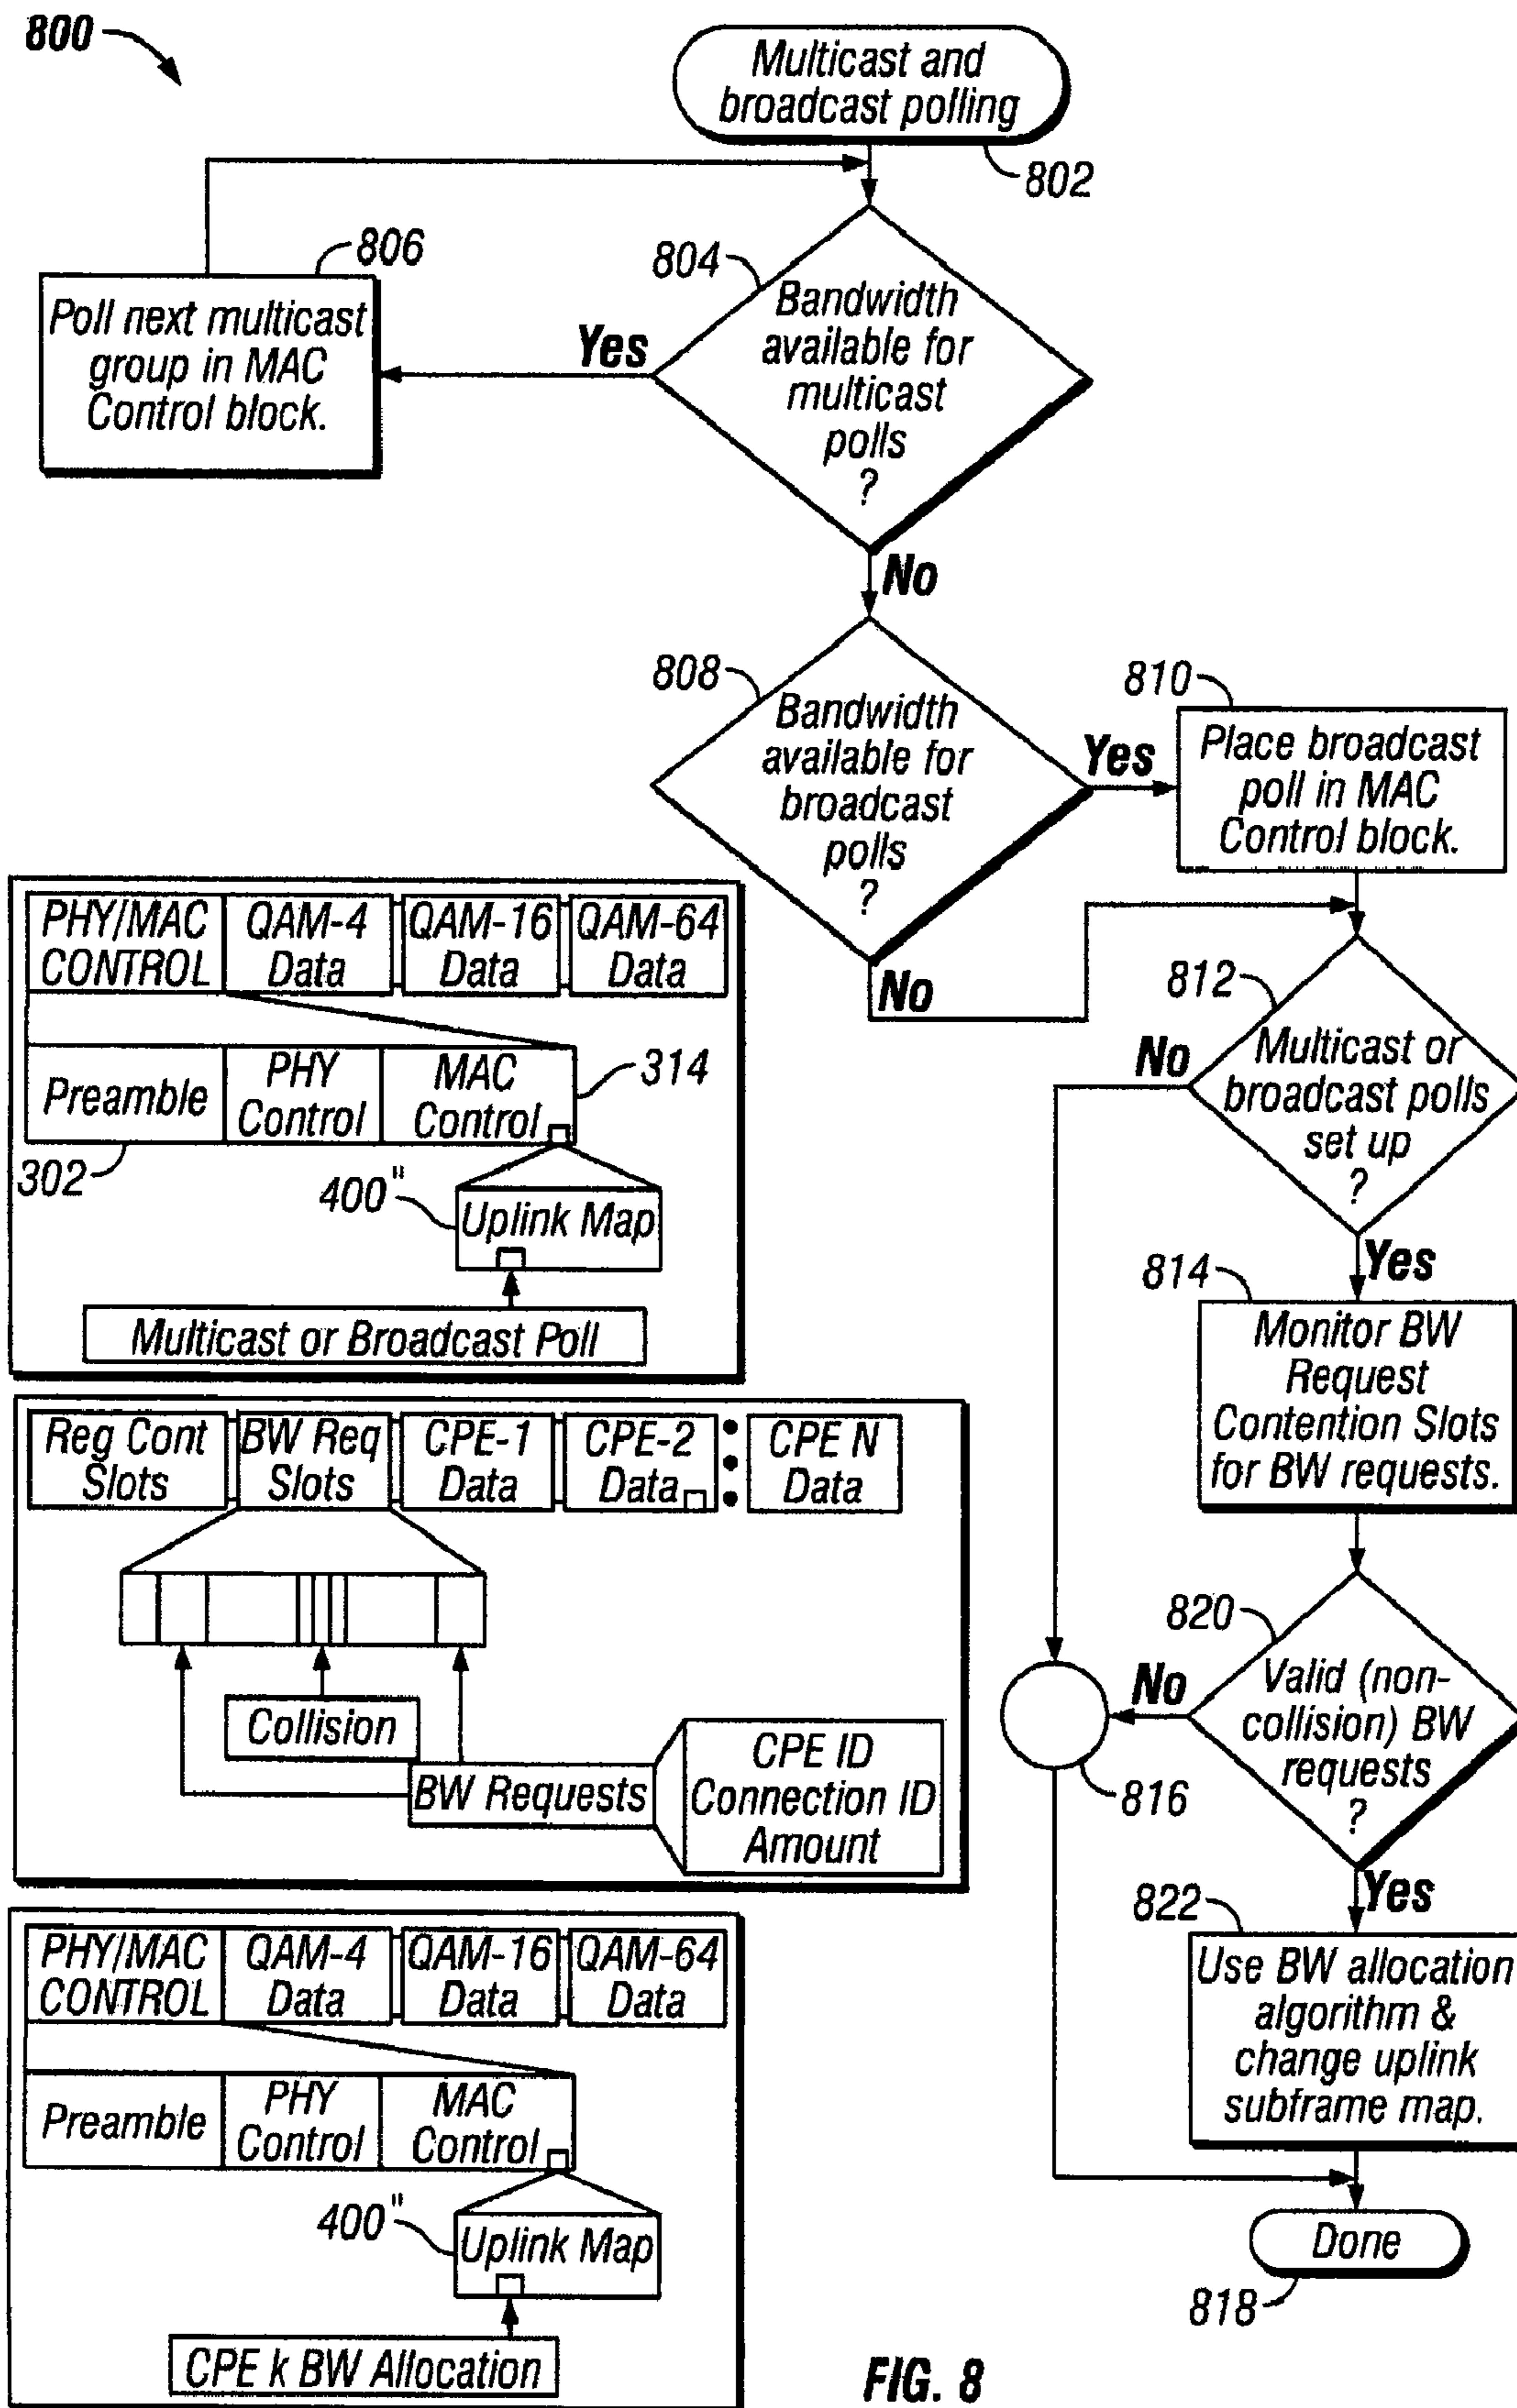 800
Multicast and
broadcast polling
802
806
Poll next multicast
group in MAC
Control block.
Yes
804
Bandwidth
available for
multicast
polls
?
No
808
Bandwidth
available for
broadcast
polls
?
Yes
No
810
Place broadcast
poll in MAC
Control block.
812
Multicast or
broadcast polls
set up
?
No
Yes
814
Monitor BW
Request
Contention Slots
for BW requests.
820
Valid (non-
collision) BW
requests
?
No
816
Yes
822
Use BW allocation
algorithm &
change uplink
subframe map.
Done
818
PHY/MAC
CONTROL
QAM-4
Data
QAM-16
Data
QAM-64
Data
Preamble
PHY
Control
MAC
Control
314
302
400"
Uplink Map
Multicast or Broadcast Poll
Reg Cont
Slots
BW Req
Slots
CPE-1
Data
CPE-2
Data
CPE N
Data
Collision
BW Requests
CPE ID
Connection ID
Amount
PHY/MAC
CONTROL
QAM-4
Data
QAM-16
Data
QAM-64
Data
Preamble
PHY
Control
MAC
Control
400"
Uplink Map
CPE k BW Allocation
FIG. 8